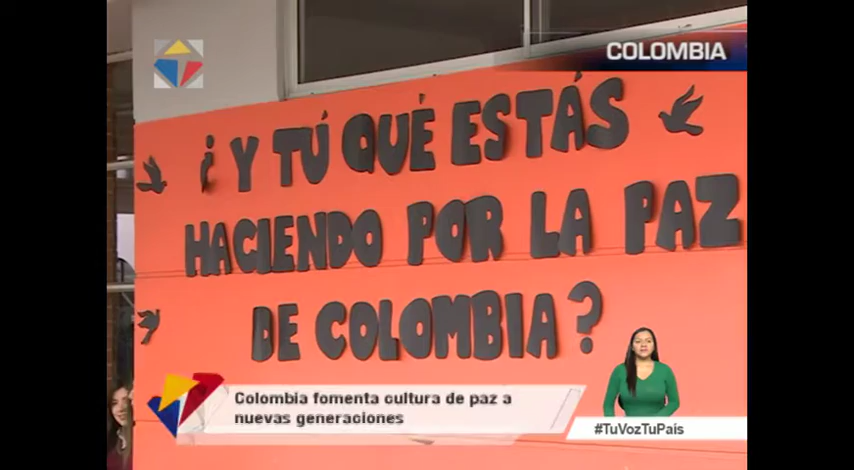 COLOMBIA
¿Y TÚ QUÉ ESTÁS
HACIENDO POR LA PAZ
DE COLOMBIA?
Colombia fomenta cultura de paz a
nuevas generaciones
#TuVozTuPaís